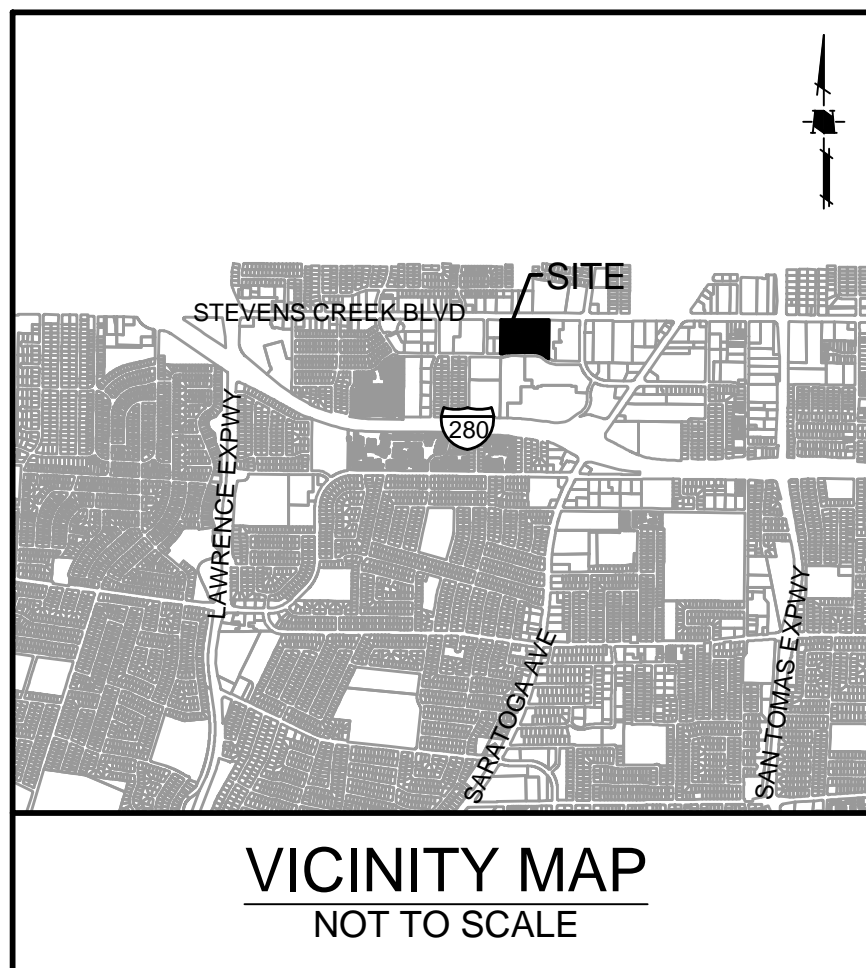 N
SITE
STEVENS CREEK BLVD
280
LAWRENCE EXPWY
SARATOGA AVE
SAN TOMAS EXPWY
VICINITY MAP
NOT TO SCALE